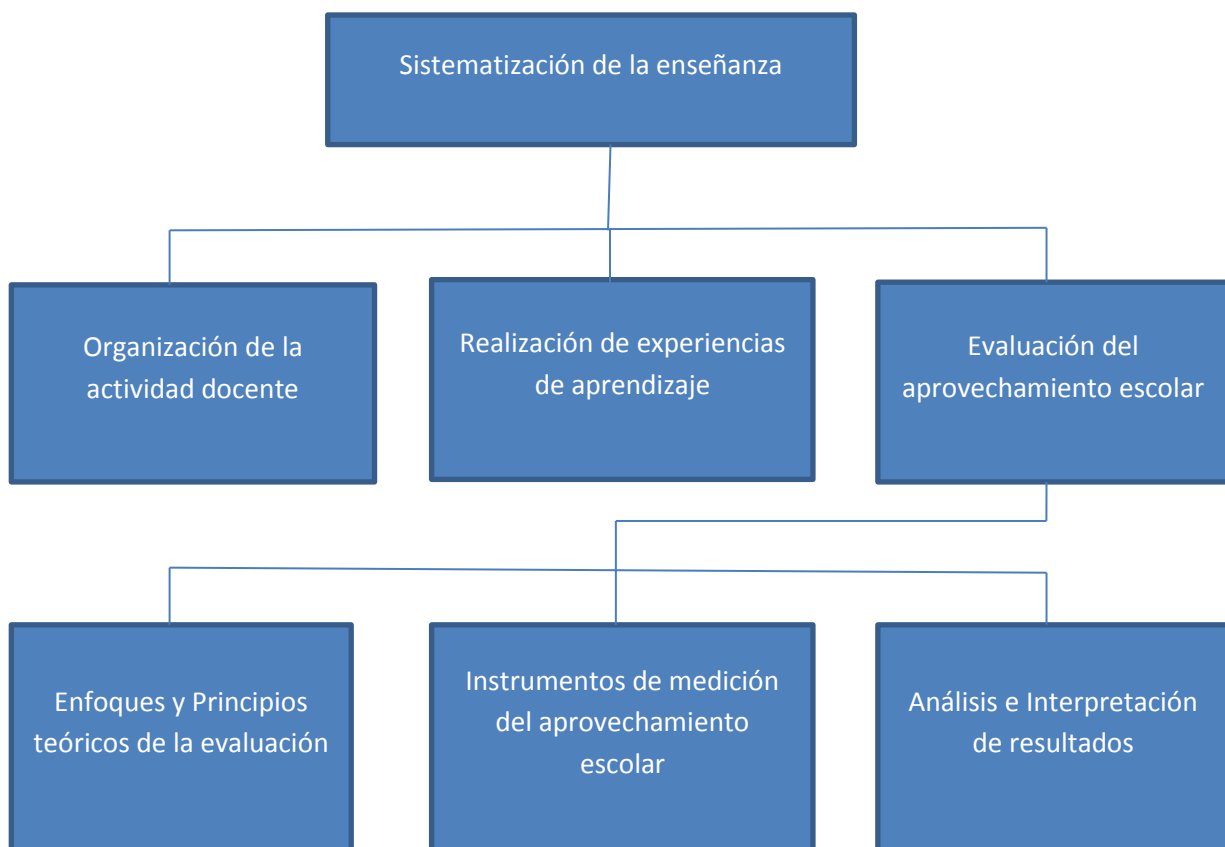 Sistematización de la enseñanza
Organización de la
actividad docente
Realización de experiencias
de aprendizaje
Evaluación del
aprovechamiento escolar
Enfoques y Principios
teóricos de la evaluación
Instrumentos de medición
del aprovechamiento
escolar
Análisis e Interpretación
de resultados